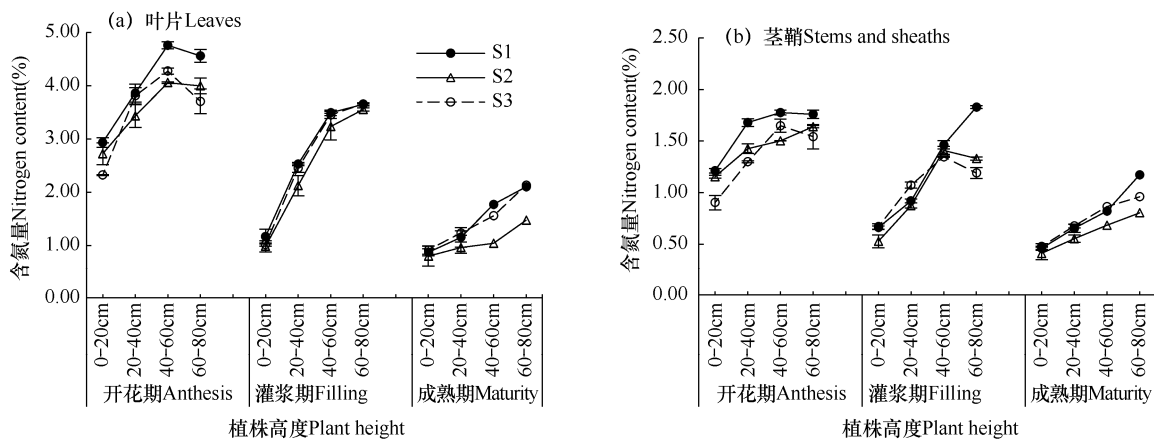 (a) 叶片Leaves
含氮量Nitrogen content(%)
5.00
4.00
3.00
2.00
1.00
0.00
S1
S2
S3
0-20cm
20-40cm
40-60cm
60-80cm
0-20cm
20-40cm
40-60cm
60-80cm
0-20cm
20-40cm
40-60cm
60-80cm
开花期Anthesis
灌浆期Filling
成熟期Maturity
植株高度Plant height
(b) 茎鞘Stems and sheaths
含氮量Nitrogen content(%)
2.50
2.00
1.50
1.00
0.50
0.00
0-20cm
20-40cm
40-60cm
60-80cm
0-20cm
20-40cm
40-60cm
60-80cm
0-20cm
20-40cm
40-60cm
60-80cm
开花期Anthesis
灌浆期Filling
成熟期Maturity
植株高度Plant height